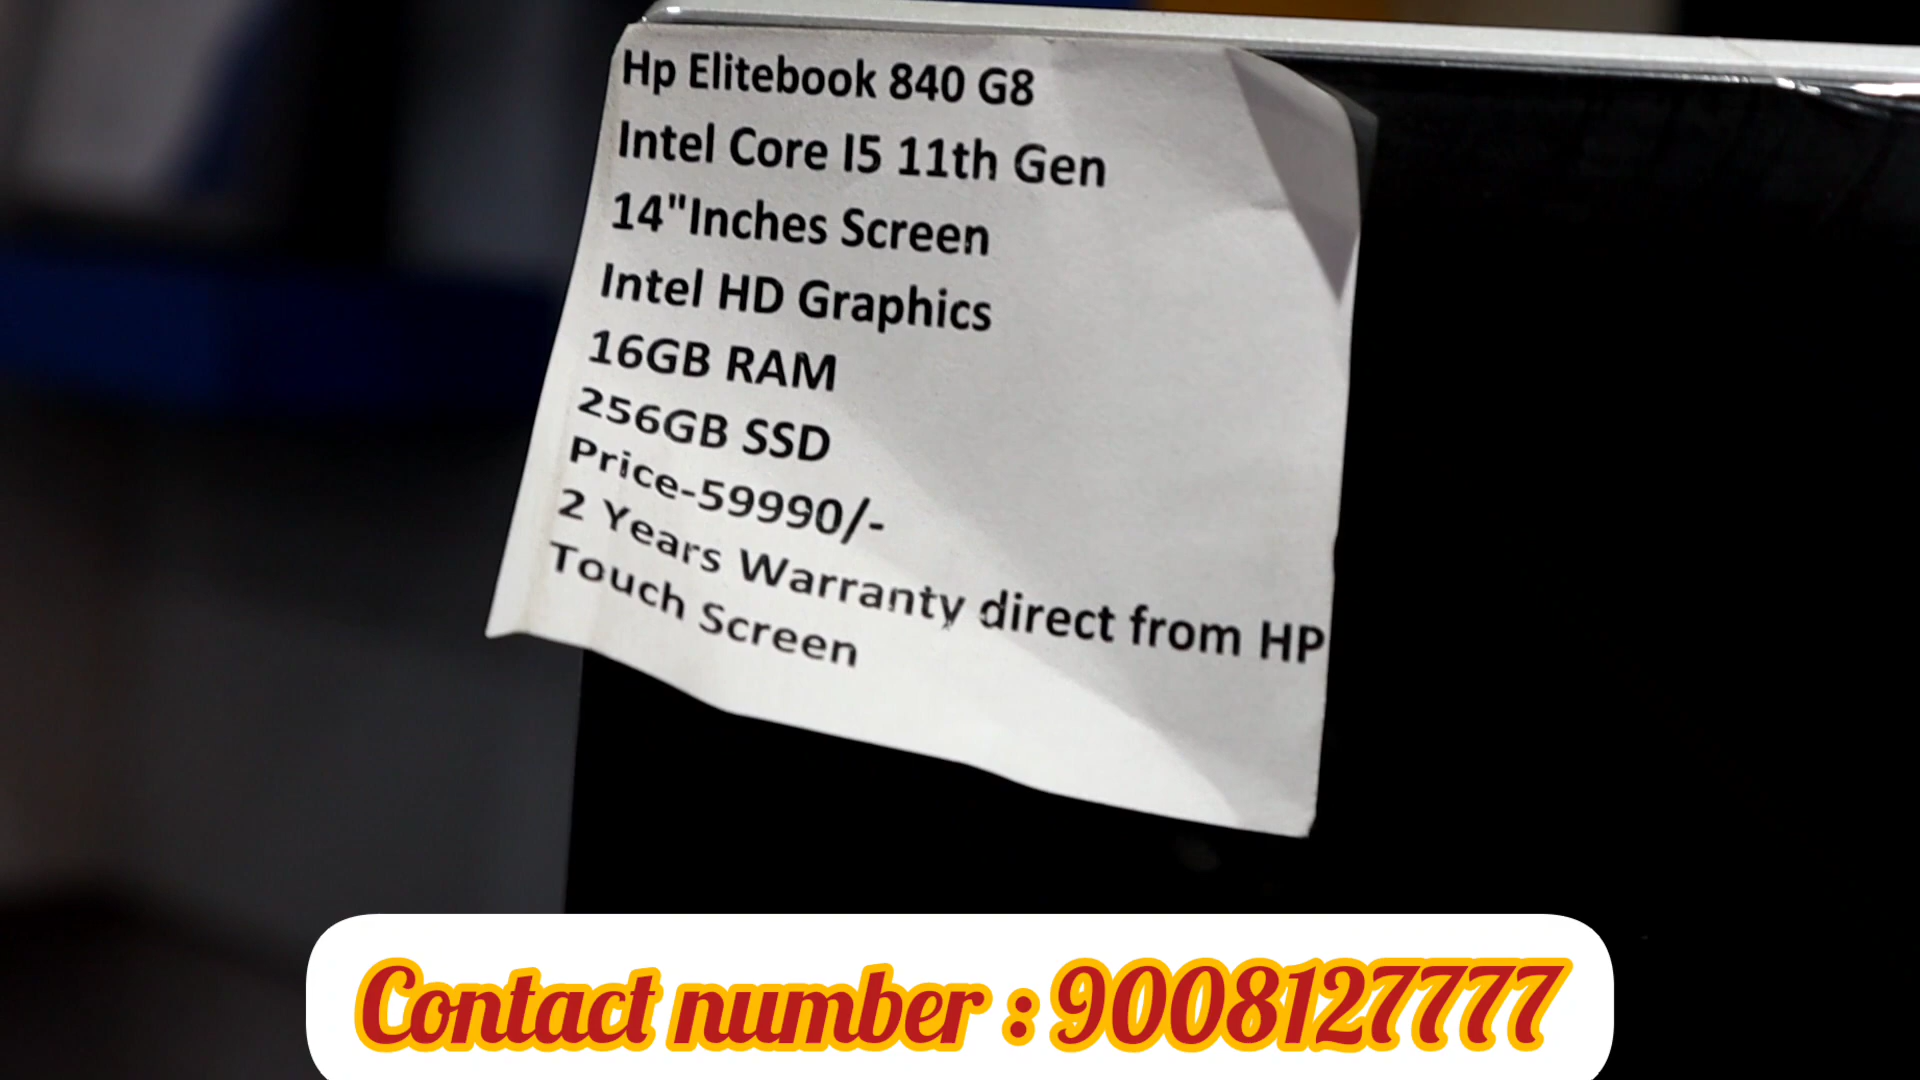 Hp Elitebook 840 G8
Intel Core I5 11th Gen
14"Inches Screen
Intel HD Graphics
16GB RAM
256GB SSD
Price-59990/-
2 Years Warranty direct from HP
Touch Screen
Contact number : 9008127777